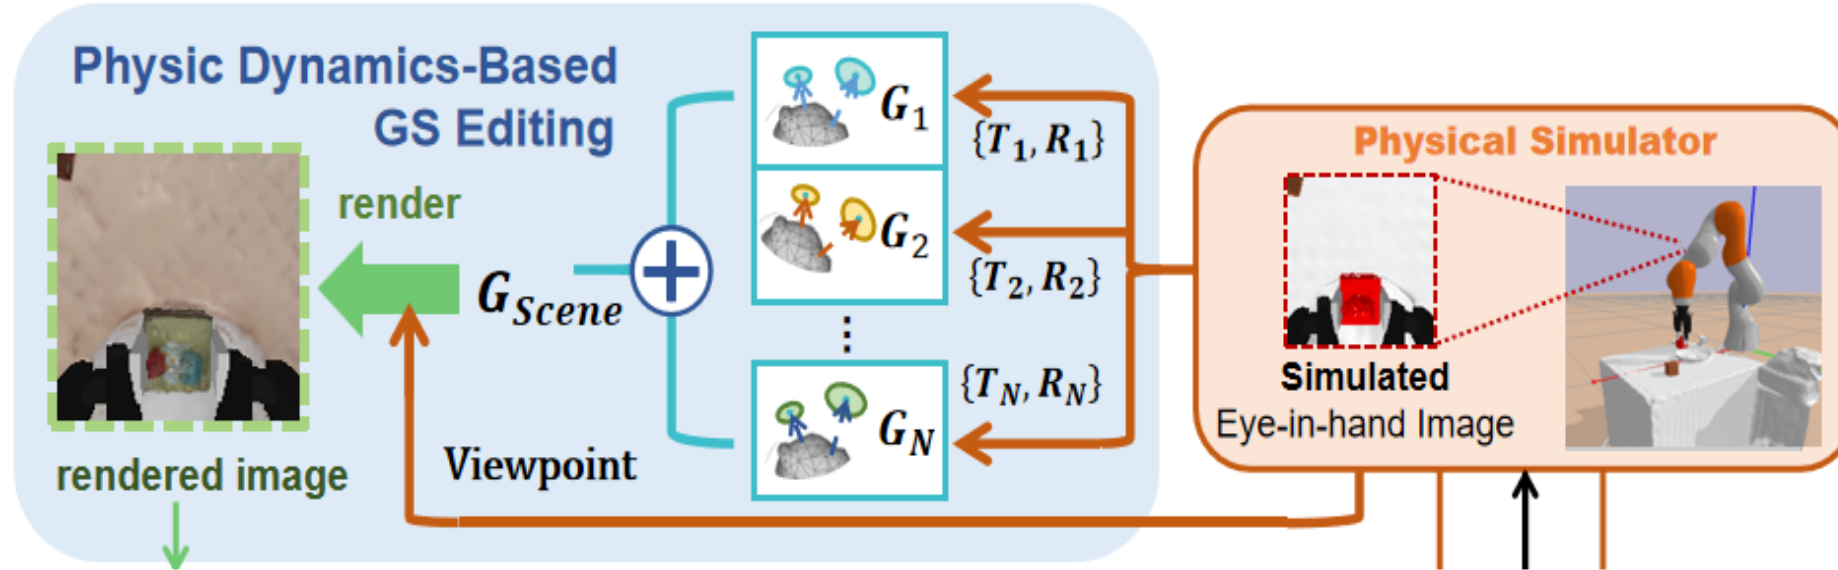 Physic Dynamics-Based
GS Editing
render
rendered image
G_Scene
Viewpoint
G_1
G_2
⋮
G_N
{T_1, R_1}
{T_2, R_2}
{T_N, R_N}
Physical Simulator
Simulated
Eye-in-hand Image